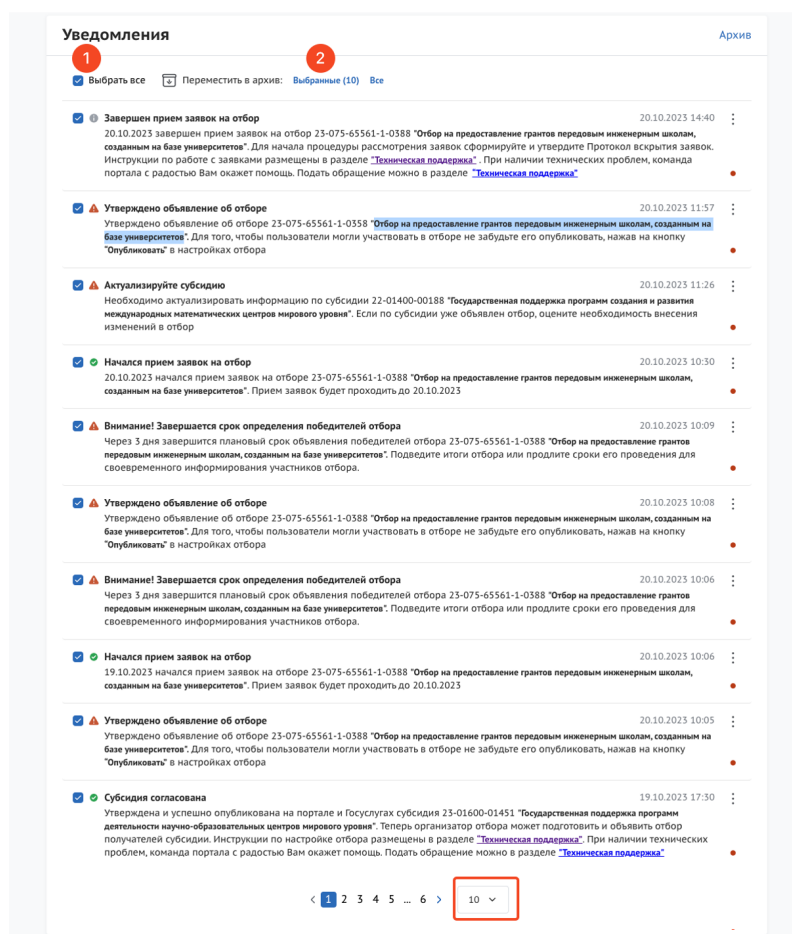 Уведомления
Архив
1
2
Выбрать все
Переместить в архив: Выбранные (10) Все
Завершен прием заявок на отбор
20.10.2023 14:40
20.10.2023 завершен прием заявок на отбор 23-075-65561-1-0388 "Отбор на предоставление грантов передовым инженерным школам,
созданным на базе университетов". Для начала процедуры рассмотрения заявок сформируйте и утвердите Протокол вскрытия заявок.
Инструкции по работе с заявками размещены в разделе "Техническая поддержка" . При наличии технических проблем, команда
портала с радостью Вам окажет помощь. Подать обращение можно в разделе "Техническая поддержка"
Утверждено объявление об отборе
20.10.2023 11:57
Утверждено объявление об отборе 23-075-65561-1-0358 "Отбор на предоставление грантов передовым инженерным школам, созданным на
базе университетов". Для того, чтобы пользователи могли участвовать в отборе не забудьте его опубликовать, нажав на кнопку
"Опубликовать" в настройках отбора
Актуализируйте субсидию
20.10.2023 11:26
Необходимо актуализировать информацию по субсидии 22-01400-00188 "Государственная поддержка программ создания и развития
международных математических центров мирового уровня". Если по субсидии уже объявлен отбор, оцените необходимость внесения
изменений в отбор
Начался прием заявок на отбор
20.10.2023 10:30
20.10.2023 начался прием заявок на отборе 23-075-65561-1-0388 "Отбор на предоставление грантов передовым инженерным школам,
созданным на базе университетов". Прием заявок будет проходить до 20.10.2023
Внимание! Завершается срок определения победителей отбора
20.10.2023 10:09
Через 3 дня завершится плановый срок объявления победителей отбора 23-075-65561-1-0388 "Отбор на предоставление грантов
передовым инженерным школам, созданным на базе университетов". Подведите итоги отбора или продлите сроки его проведения для
своевременного информирования участников отбора.
Утверждено объявление об отборе
20.10.2023 10:08
Утверждено объявление об отборе 23-075-65561-1-0388 "Отбор на предоставление грантов передовым инженерным школам, созданным на
базе университетов". Для того, чтобы пользователи могли участвовать в отборе не забудьте его опубликовать, нажав на кнопку
"Опубликовать" в настройках отбора
Внимание! Завершается срок определения победителей отбора
20.10.2023 10:06
Через 3 дня завершится плановый срок объявления победителей отбора 23-075-65561-1-0388 "Отбор на предоставление грантов
передовым инженерным школам, созданным на базе университетов". Подведите итоги отбора или продлите сроки его проведения для
своевременного информирования участников отбора.
Начался прием заявок на отбор
20.10.2023 10:06
19.10.2023 начался прием заявок на отборе 23-075-65561-1-0388 "Отбор на предоставление грантов передовым инженерным школам,
созданным на базе университетов". Прием заявок будет проходить до 20.10.2023
Утверждено объявление об отборе
20.10.2023 10:05
Утверждено объявление об отборе 23-075-65561-1-0388 "Отбор на предоставление грантов передовым инженерным школам, созданным на
базе университетов". Для того, чтобы пользователи могли участвовать в отборе не забудьте его опубликовать, нажав на кнопку
"Опубликовать" в настройках отбора
Субсидия согласована
19.10.2023 17:30
Утверждена и успешно опубликована на портале и Госуслугах субсидия 23-01600-01451 "Государственная поддержка программ
деятельности научно-образовательных центров мирового уровня". Теперь организатор отбора может подготовить и объявить отбор
получателей субсидии. Инструкции по настройке отбора размещены в разделе "Техническая поддержка". При наличии технических
проблем, команда портала с радостью Вам окажет помощь. Подать обращение можно в разделе "Техническая поддержка"
< 1 2 3 4 5 ... 6 > 10